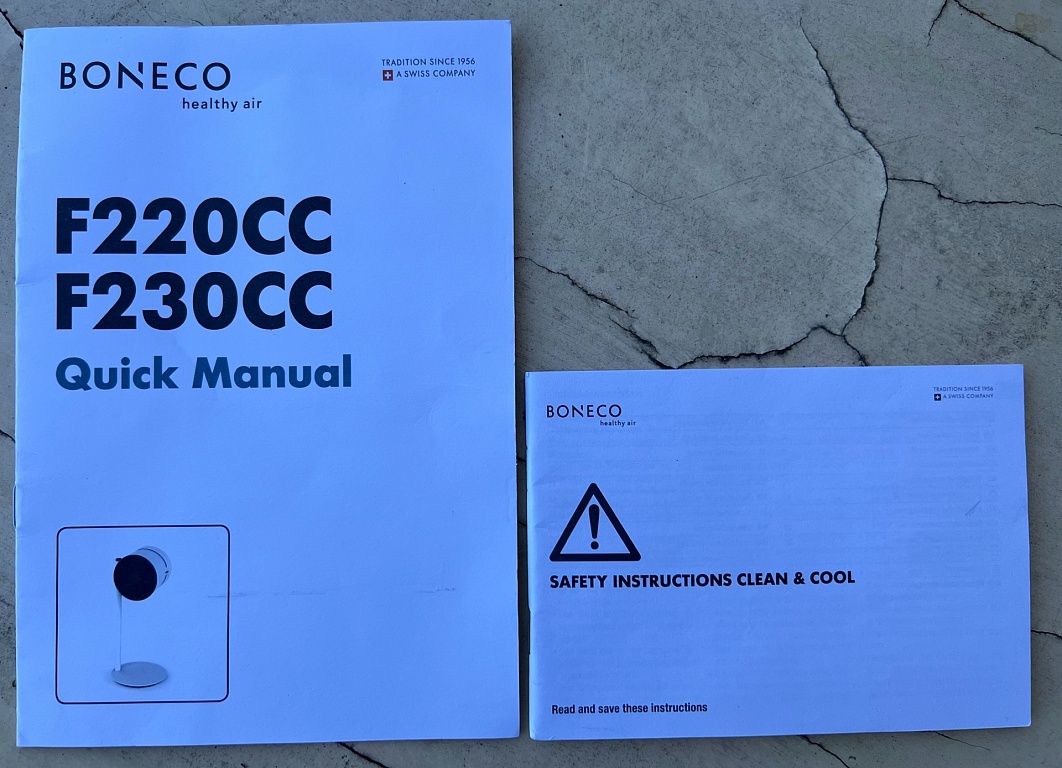 BONECO
healthy air
TRADITION SINCE 1956
A SWISS COMPANY
F220CC
F230CC
Quick Manual
BONECO
healthy air
TRADITION SINCE 1956
A SWISS COMPANY
SAFETY INSTRUCTIONS CLEAN & COOL
Read and save these instructions